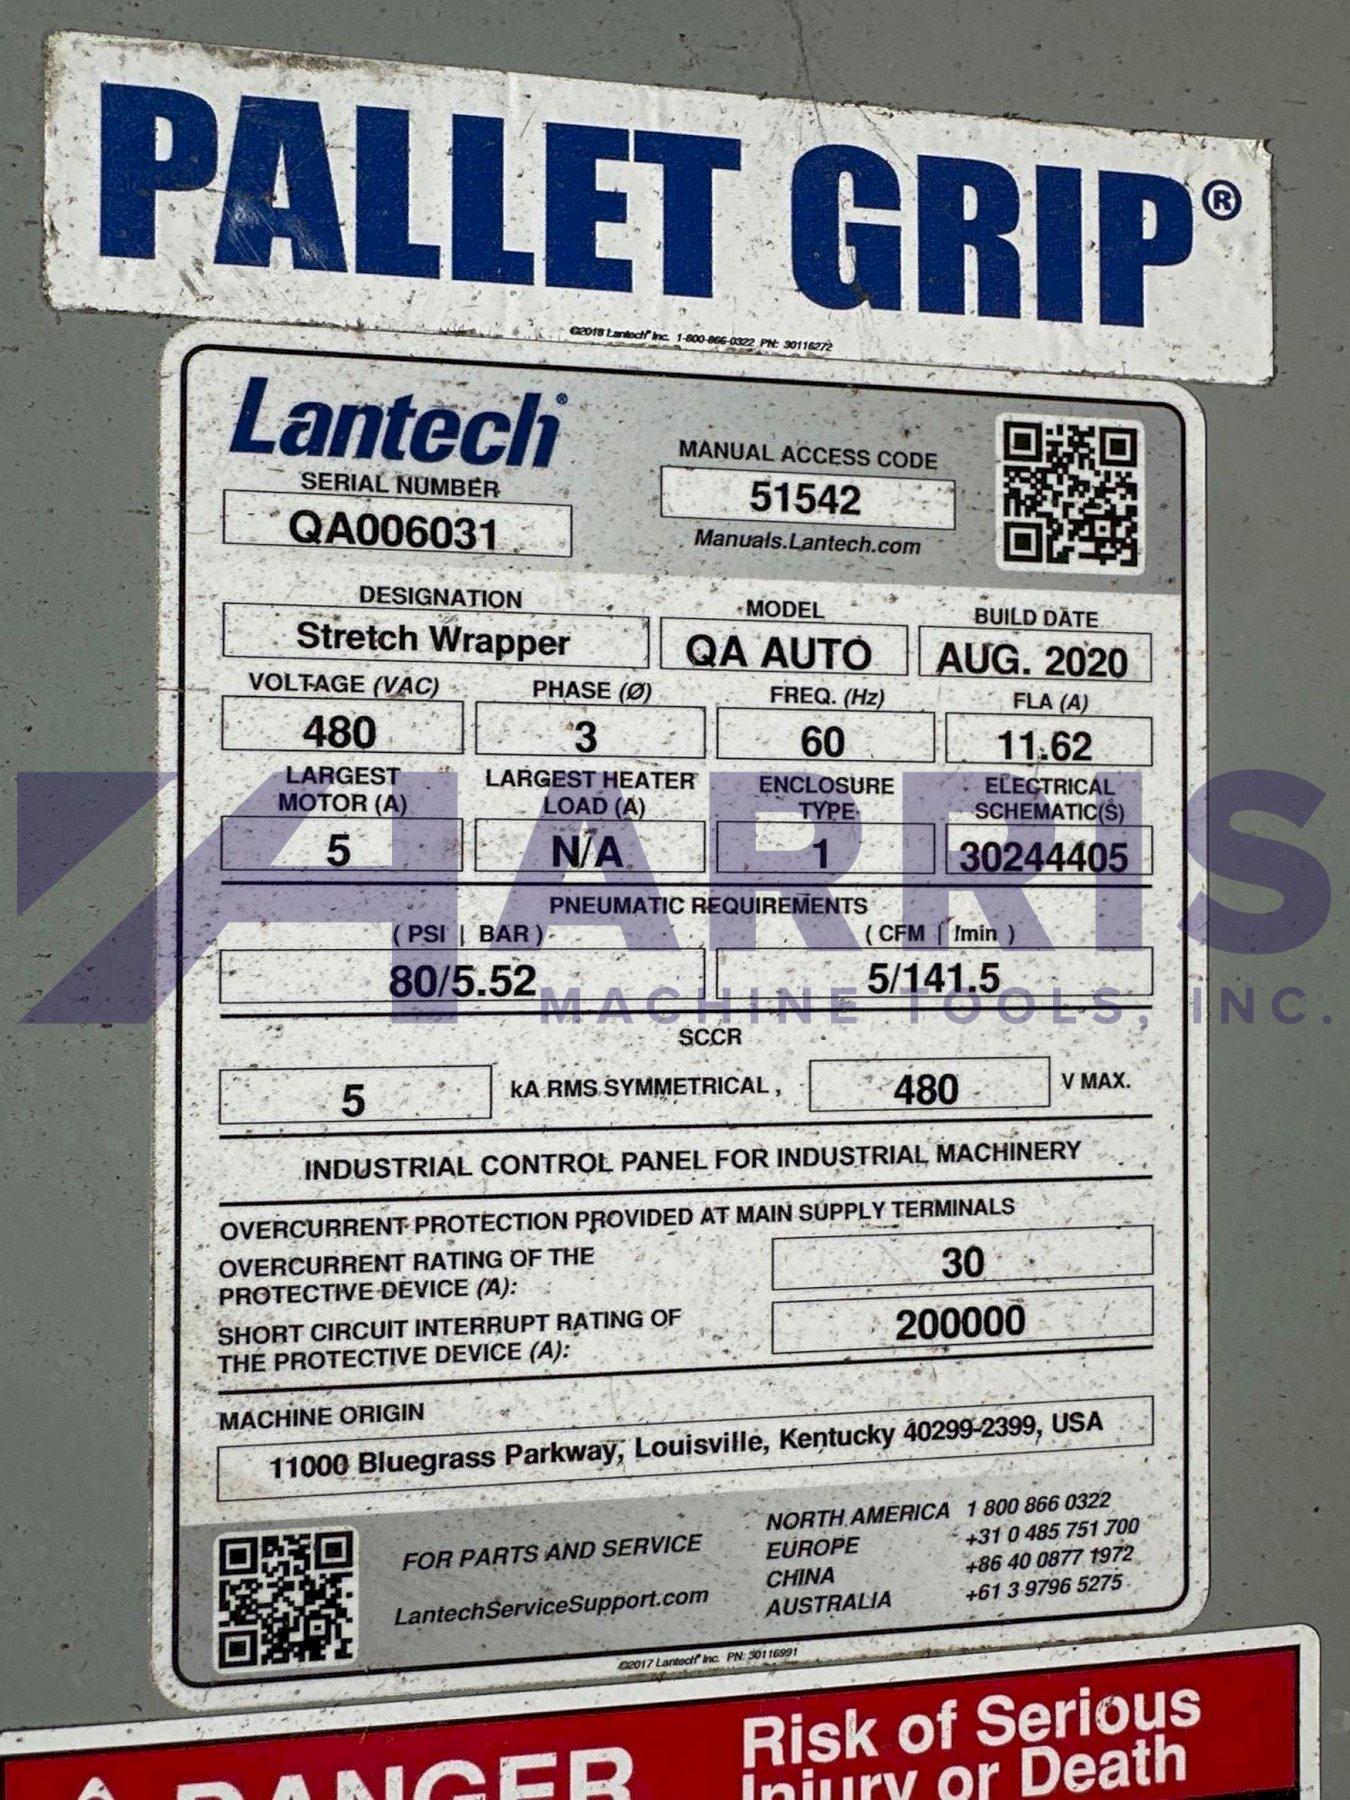 PALLET GRIP®
©2018 Lantech® Inc. 1-800-866-0322 PN: 30116272
Lantech®
SERIAL NUMBER
QA006031
MANUAL ACCESS CODE
51542
Manuals.Lantech.com
DESIGNATION
Stretch Wrapper
MODEL
QA AUTO
BUILD DATE
AUG. 2020
VOLTAGE (VAC)
480
PHASE (Ø)
3
FREQ. (Hz)
60
FLA (A)
11.62
LARGEST
MOTOR (A)
5
LARGEST HEATER
LOAD (A)
N/A
ENCLOSURE
TYPE
1
ELECTRICAL
SCHEMATIC(S)
30244405
ARRIS
MACHINE TOOLS, INC.
PNEUMATIC REQUIREMENTS
( PSI | BAR )
80/5.52
( CFM | l/min )
5/141.5
SCCR
5 kA RMS SYMMETRICAL, 480 V MAX.
INDUSTRIAL CONTROL PANEL FOR INDUSTRIAL MACHINERY
OVERCURRENT PROTECTION PROVIDED AT MAIN SUPPLY TERMINALS
OVERCURRENT RATING OF THE
PROTECTIVE DEVICE (A):
30
SHORT CIRCUIT INTERRUPT RATING OF
THE PROTECTIVE DEVICE (A):
200000
MACHINE ORIGIN
11000 Bluegrass Parkway, Louisville, Kentucky 40299-2399, USA
FOR PARTS AND SERVICE
LantechServiceSupport.com
NORTH AMERICA 1 800 866 0322
EUROPE +31 0 485 751 700
CHINA +86 40 0877 1972
AUSTRALIA +61 3 9796 5275
©2017 Lantech® Inc. PN: 30116991
DANGER
Risk of Serious
Injury or Death